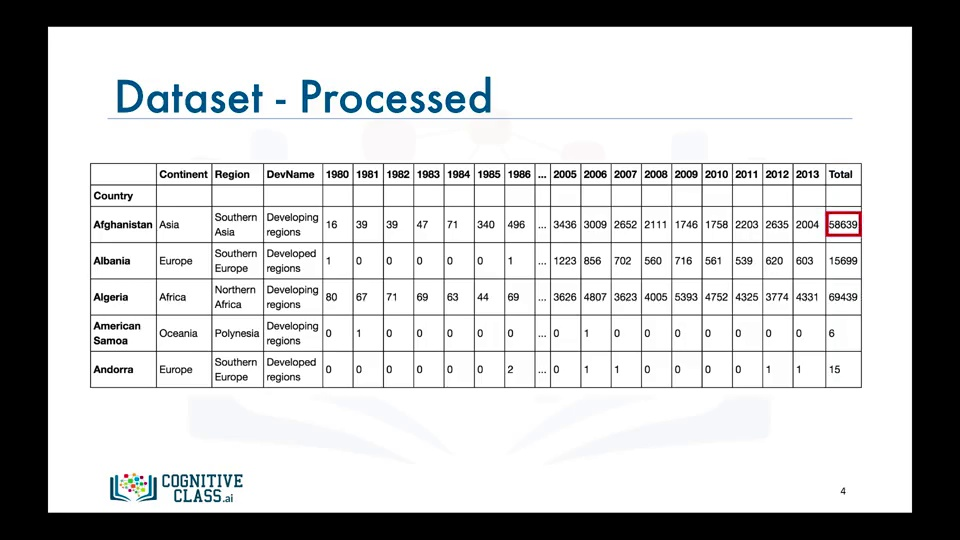 Dataset - Processed
Continent Region DevName 1980 1981 1982 1983 1984 1985 1986 ... 2005 2006 2007 2008 2009 2010 2011 2012 2013 Total
Country
Afghanistan Asia Southern Asia Developing regions 16 39 39 47 71 340 496 ... 3436 3009 2652 2111 1746 1758 2203 2635 2004 58639
Albania Europe Southern Europe Developed regions 1 0 0 0 0 0 1 ... 1223 856 702 560 716 561 539 620 603 15699
Algeria Africa Northern Africa Developing regions 80 67 71 69 63 44 69 ... 3626 4807 3623 4005 5393 4752 4325 3774 4331 69439
American Samoa Oceania Polynesia Developing regions 0 1 0 0 0 0 0 ... 0 1 0 0 0 0 0 0 0 6
Andorra Europe Southern Europe Developed regions 0 0 0 0 0 0 2 ... 0 1 1 0 0 0 0 1 1 15
COGNITIVE
CLASS.ai
4